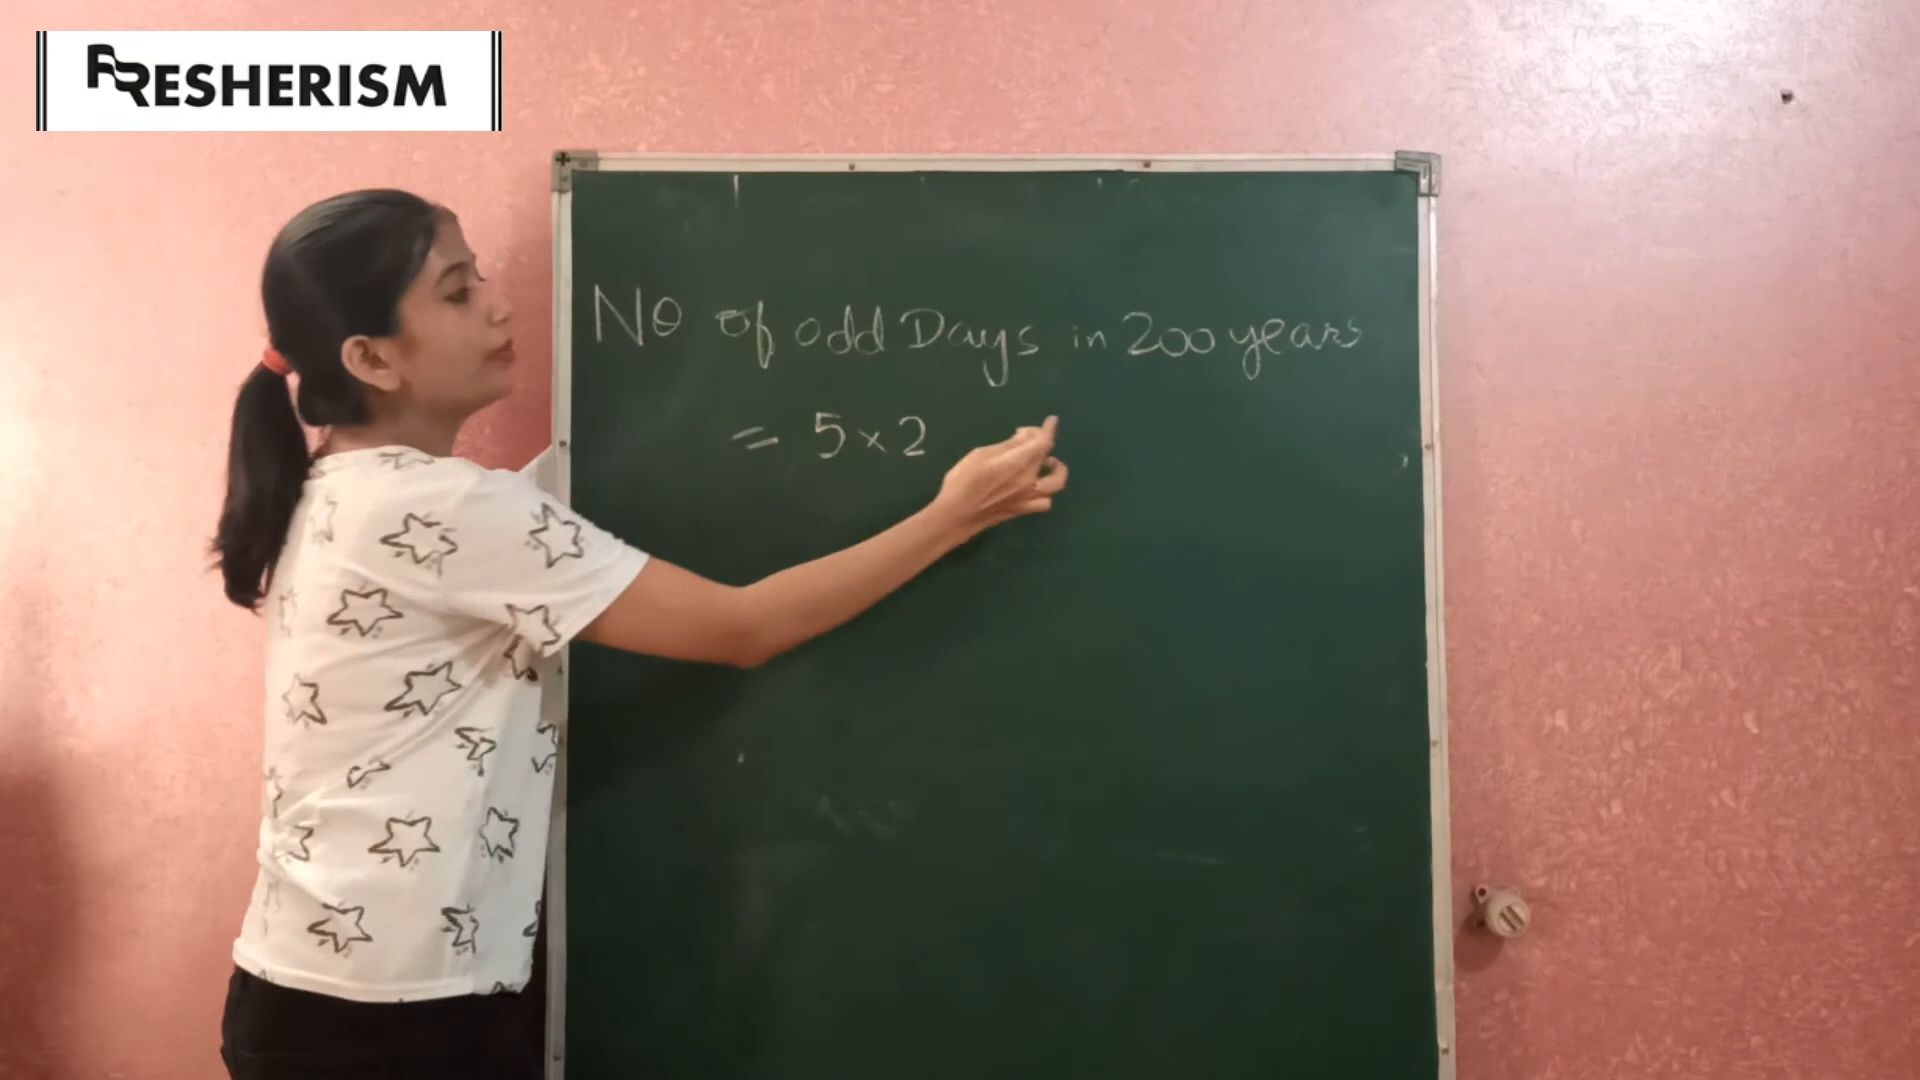 FRESHERISM
No of odd Days in 200 years
= 5 × 2